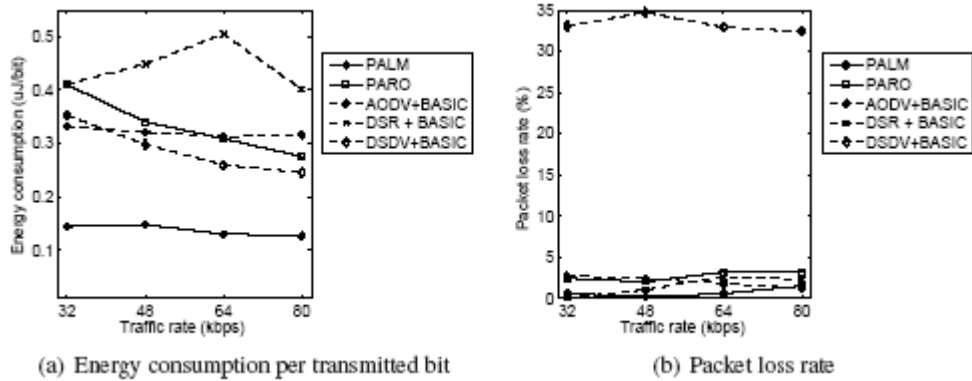 0.5
0.4
0.3
0.2
0.1
Energy consumption (uJ/bit)
32 48 64 80
Traffic rate (kbps)
PALM
PARO
AODV+BASIC
DSR + BASIC
DSDV+BASIC
(a) Energy consumption per transmitted bit
35
30
25
20
15
10
5
0
Packet loss rate (%)
32 48 64 80
Traffic rate (kbps)
PALM
PARO
AODV+BASIC
DSR + BASIC
DSDV+BASIC
(b) Packet loss rate